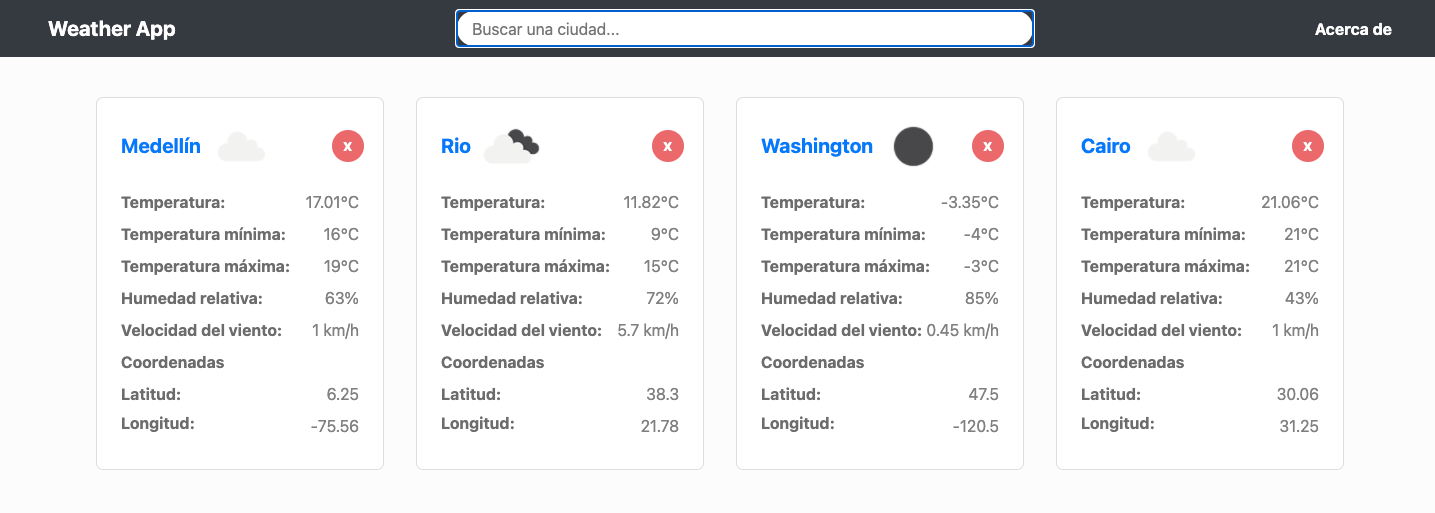 Weather App
Buscar una ciudad...
Acerca de
Medellín x
Temperatura: 17.01°C
Temperatura mínima: 16°C
Temperatura máxima: 19°C
Humedad relativa: 63%
Velocidad del viento: 1 km/h
Coordenadas
Latitud: 6.25
Longitud: -75.56
Rio x
Temperatura: 11.82°C
Temperatura mínima: 9°C
Temperatura máxima: 15°C
Humedad relativa: 72%
Velocidad del viento: 5.7 km/h
Coordenadas
Latitud: 38.3
Longitud: 21.78
Washington x
Temperatura: -3.35°C
Temperatura mínima: -4°C
Temperatura máxima: -3°C
Humedad relativa: 85%
Velocidad del viento: 0.45 km/h
Coordenadas
Latitud: 47.5
Longitud: -120.5
Cairo x
Temperatura: 21.06°C
Temperatura mínima: 21°C
Temperatura máxima: 21°C
Humedad relativa: 43%
Velocidad del viento: 1 km/h
Coordenadas
Latitud: 30.06
Longitud: 31.25